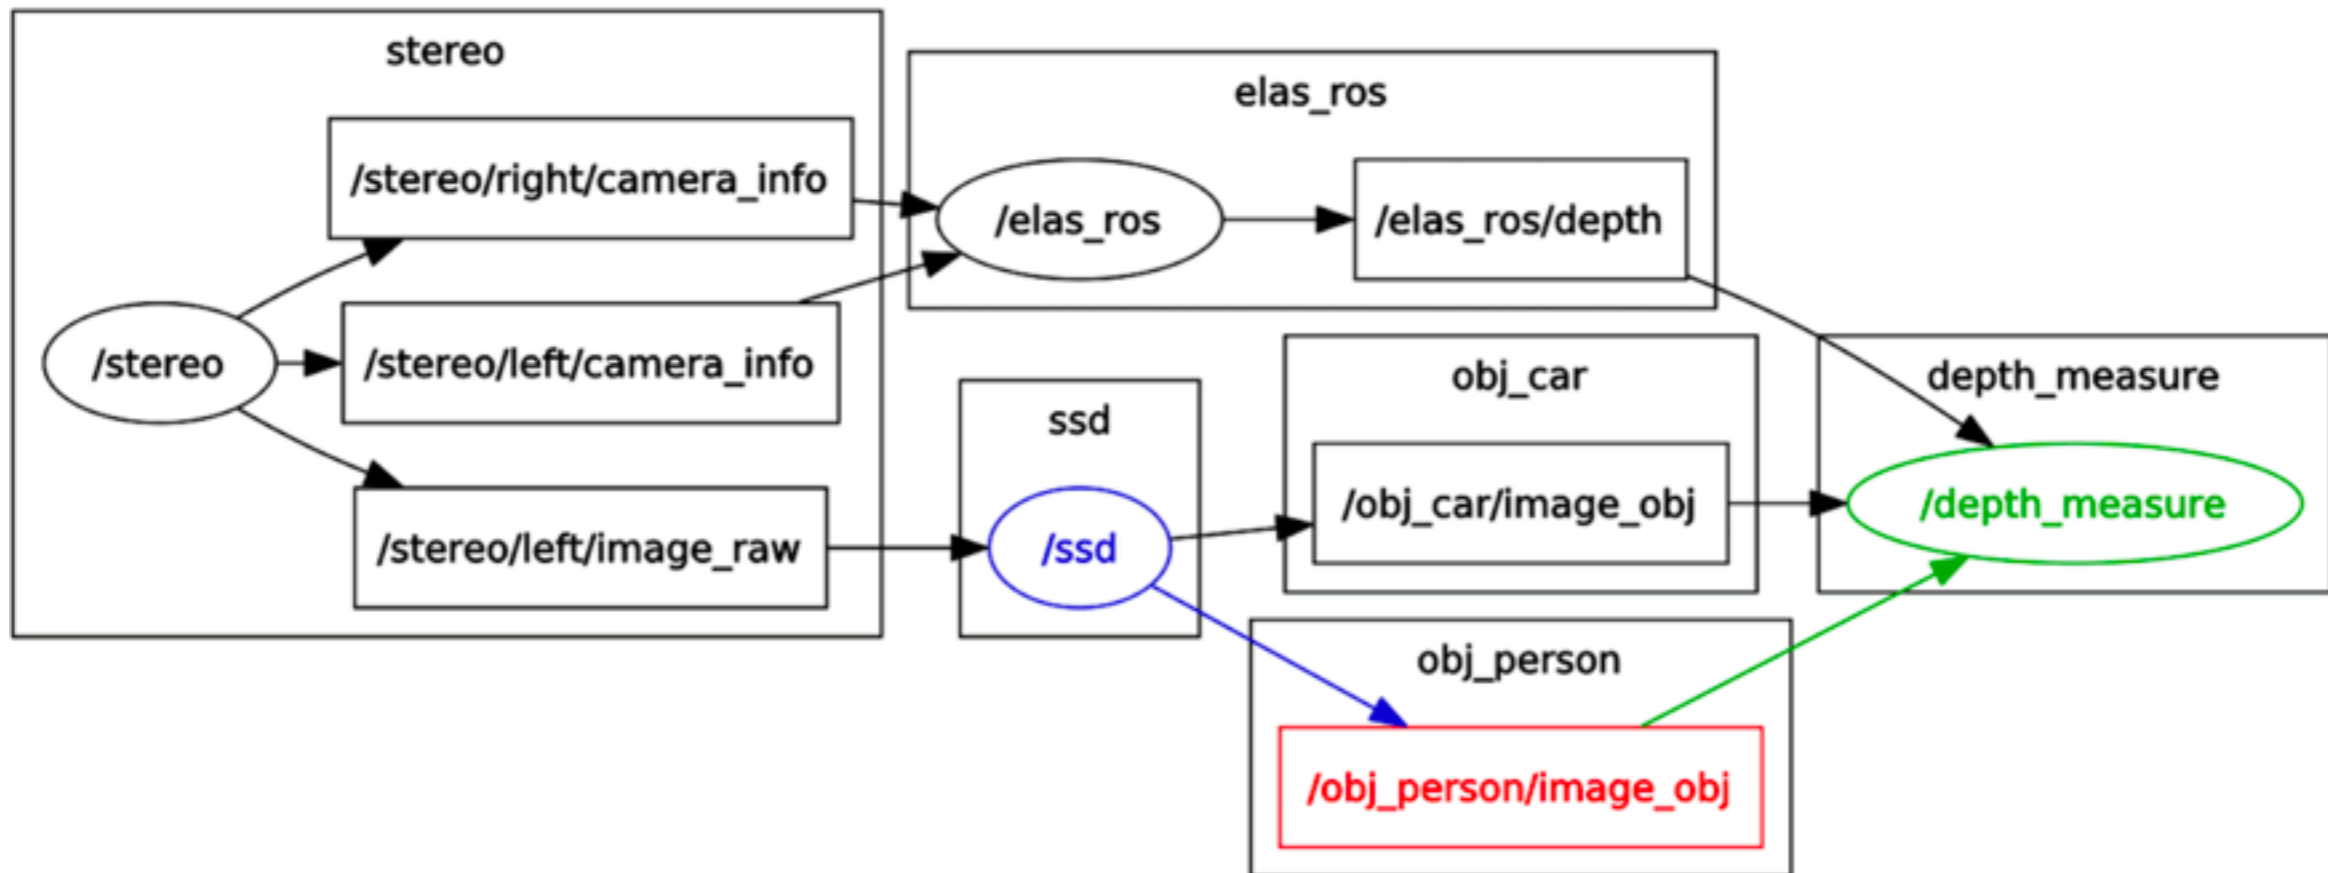 stereo
/stereo/right/camera_info
/stereo
/stereo/left/camera_info
/stereo/left/image_raw
elas_ros
/elas_ros
/elas_ros/depth
ssd
/ssd
obj_car
/obj_car/image_obj
obj_person
/obj_person/image_obj
depth_measure
/depth_measure